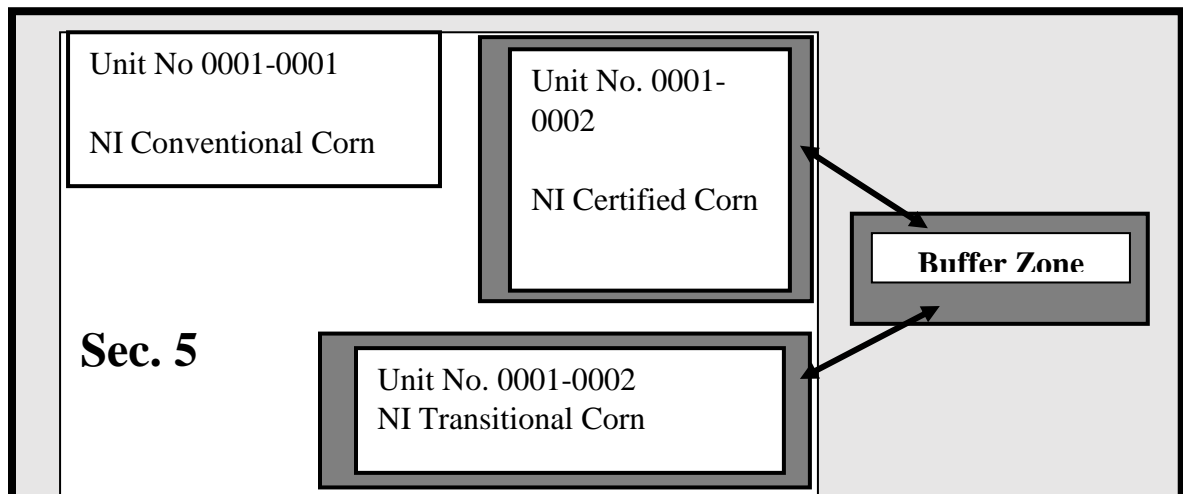 Unit No 0001-0001
NI Conventional Corn
Unit No. 0001-
0002
NI Certified Corn
Buffer Zone
Sec. 5
Unit No. 0001-0002
NI Transitional Corn